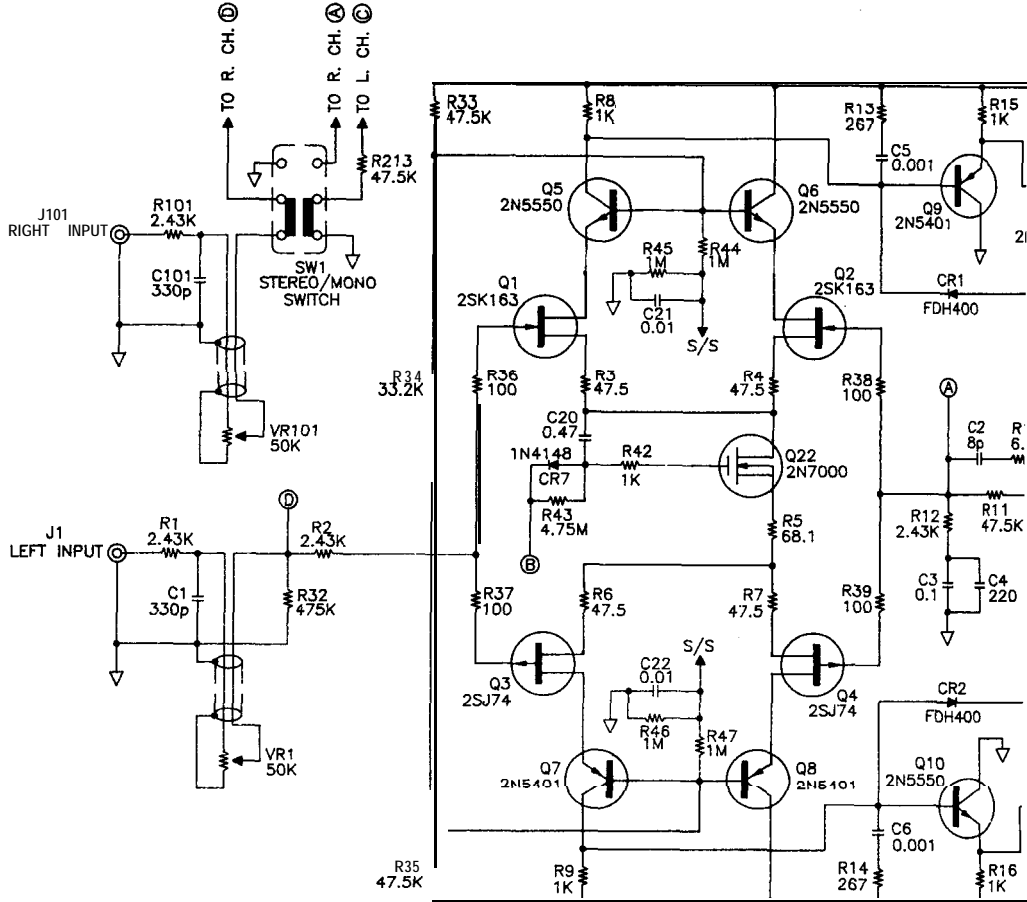 TO R. CH. D
TO R. CH. A
TO L. CH. C
R213
47.5K
J101
RIGHT INPUT
R101
2.43K
C101
330p
SW1
STEREO/MONO
SWITCH
VR101
50K
J1
LEFT INPUT
R1
2.43K
C1
330p
D
R2
2.43K
R32
475K
VR1
50K
R33
47.5K
R34
33.2K
R35
47.5K
R8
1K
Q5
2N5550
Q6
2N5550
R45
1M
R44
1M
C21
0.01
S/S
Q1
2SK163
Q2
2SK163
R36
100
R3
47.5
R4
47.5
R38
100
C20
0.47
1N4148
CR7
R42
1K
R43
4.75M
B
Q22
2N7000
R5
68.1
R37
100
R6
47.5
R7
47.5
R39
100
Q3
2SJ74
Q4
2SJ74
S/S
C22
0.01
R46
1M
R47
1M
Q7
2N5401
Q8
2N5401
R9
1K
R13
267
C5
0.001
R15
1K
Q9
2N5401
CR1
FDH400
A
C2
8p
R1
6.
R11
47.5K
R12
2.43K
C3
0.1
C4
220
CR2
FDH400
Q10
2N5550
C6
0.001
R14
267
R16
1K